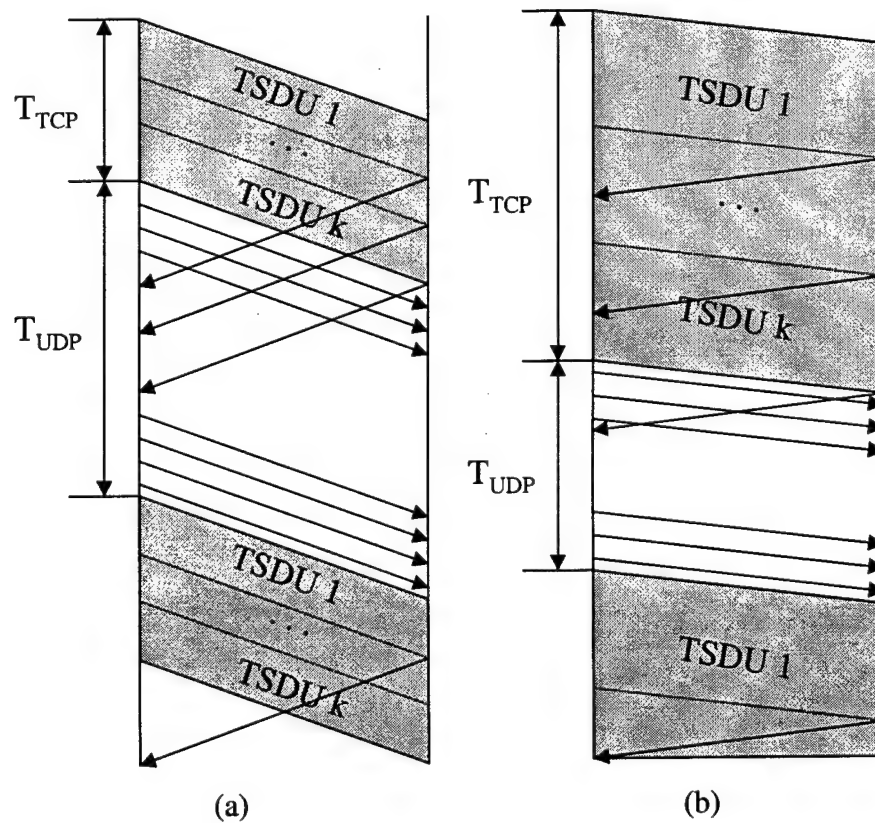 TSDU 1
T_TCP
. . .
TSDU k
T_UDP
TSDU 1
. . .
TSDU k
(a)
TSDU 1
T_TCP
. . .
TSDU k
T_UDP
TSDU 1
(b)